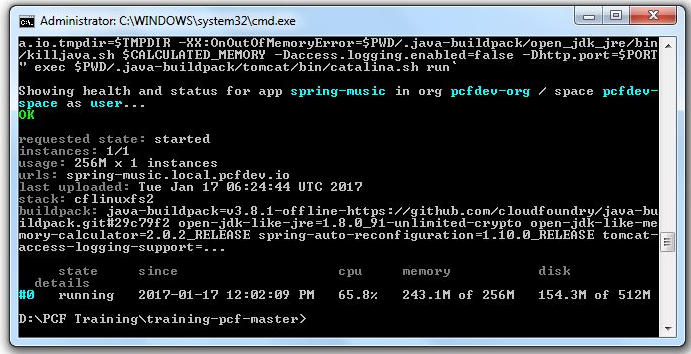 Administrator: C:\WINDOWS\system32\cmd.exe
a.io.tmpdir=$TMPDIR -XX:OnOutOfMemoryError=$PWD/.java-buildpack/open_jdk_jre/bin
/killjava.sh $CALCULATED_MEMORY -Daccess.logging.enabled=false -Dhttp.port=$PORT
" exec $PWD/.java-buildpack/tomcat/bin/catalina.sh run`
Showing health and status for app spring-music in org pcfdev-org / space pcfdev-
space as user...
OK
requested state: started
instances: 1/1
usage: 256M x 1 instances
urls: spring-music.local.pcfdev.io
last uploaded: Tue Jan 17 06:24:44 UTC 2017
stack: cflinuxfs2
buildpack: java-buildpack=v3.8.1-offline-https://github.com/cloudfoundry/java-bu
ildpack.git#29c79f2 open-jdk-like-jre=1.8.0_91-unlimited-crypto open-jdk-like-me
mory-calculator=2.0.2_RELEASE spring-auto-reconfiguration=1.10.0_RELEASE tomcat-
access-logging-support=...
state since cpu memory disk
details
#0 running 2017-01-17 12:02:09 PM 65.8% 243.1M of 256M 154.3M of 512M
D:\PCF Training\training-pcf-master>